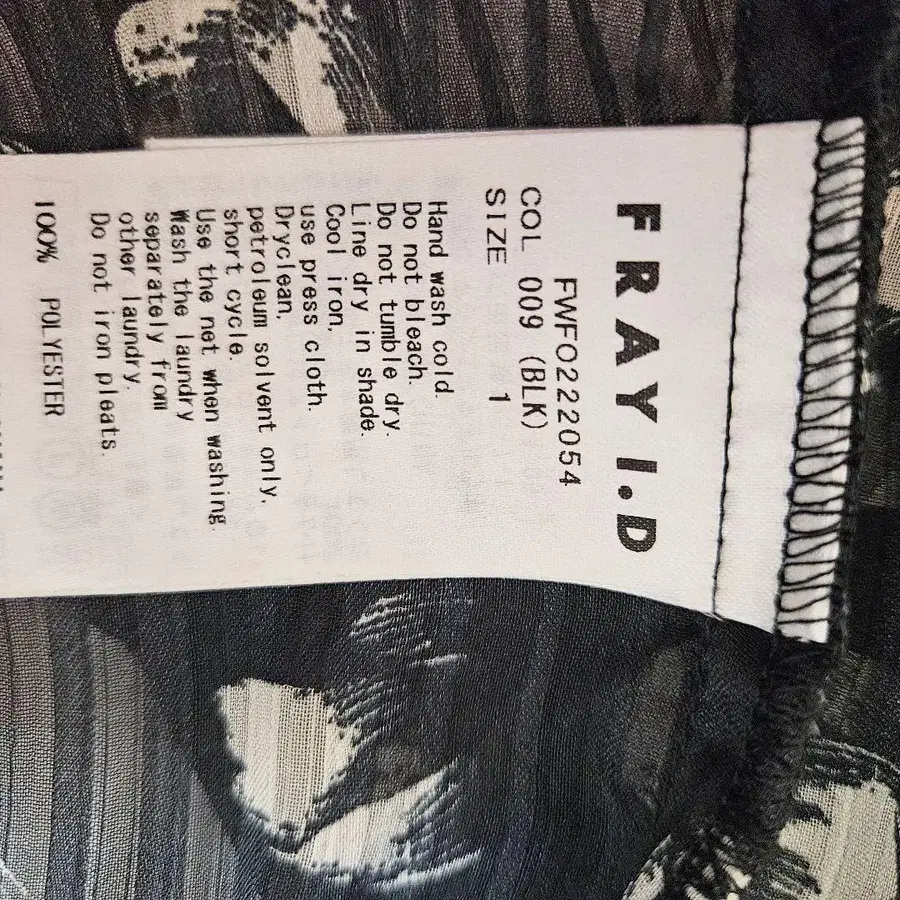 FRAY I.D
FWFO222054
COL 009 (BLK)
SIZE 1
Hand wash cold.
Do not bleach.
Do not tumble dry.
Line dry in shade.
Cool iron,
use press cloth.
Dryclean,
petroleum solvent only,
short cycle.
Use the net when washing.
Wash the laundry
separately from
other laundry.
Do not iron pleats.
100% POLYESTER